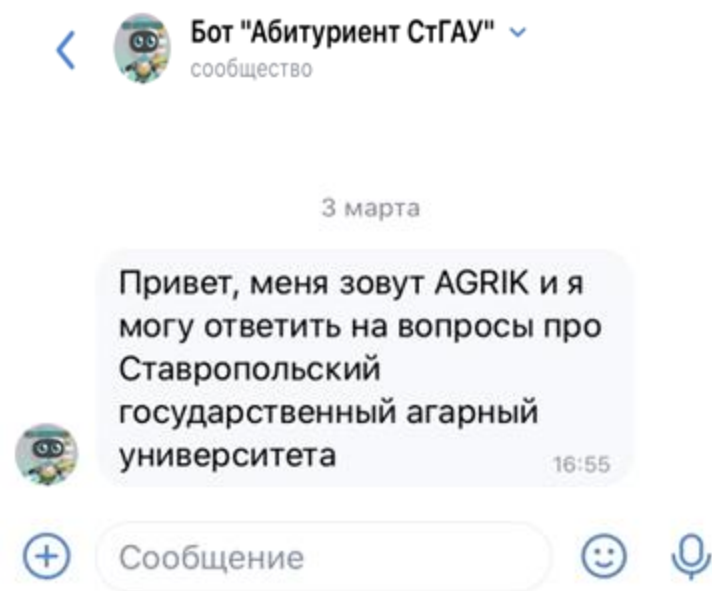 Бот "Абитуриент СтГАУ"
сообщество
3 марта
Привет, меня зовут AGRIK и я
могу ответить на вопросы про
Ставропольский
государственный агарный
университета
16:55
Сообщение